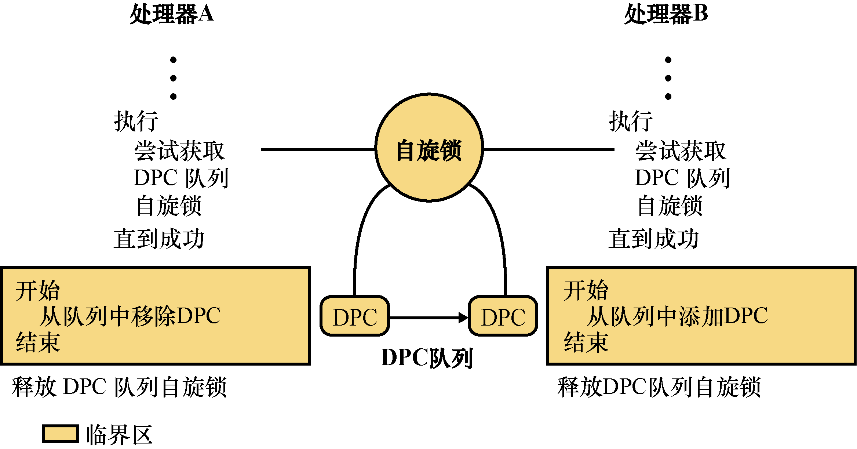 处理器A
处理器B
执行
尝试获取
DPC 队列
自旋锁
直到成功
自旋锁
执行
尝试获取
DPC 队列
自旋锁
直到成功
开始
从队列中移除DPC
结束
DPC
DPC
DPC队列
开始
从队列中添加DPC
结束
释放 DPC 队列自旋锁
释放DPC队列自旋锁
临界区